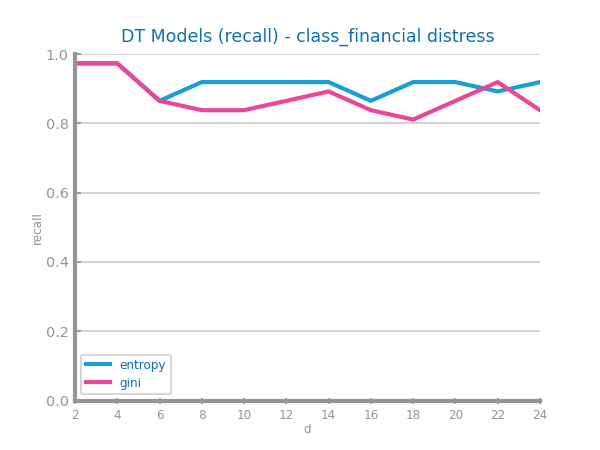 DT Models (recall) - class_financial distress
1.0
0.8
0.6
0.4
0.2
0.0
recall
entropy
gini
2 4 6 8 10 12 14 16 18 20 22 24
d